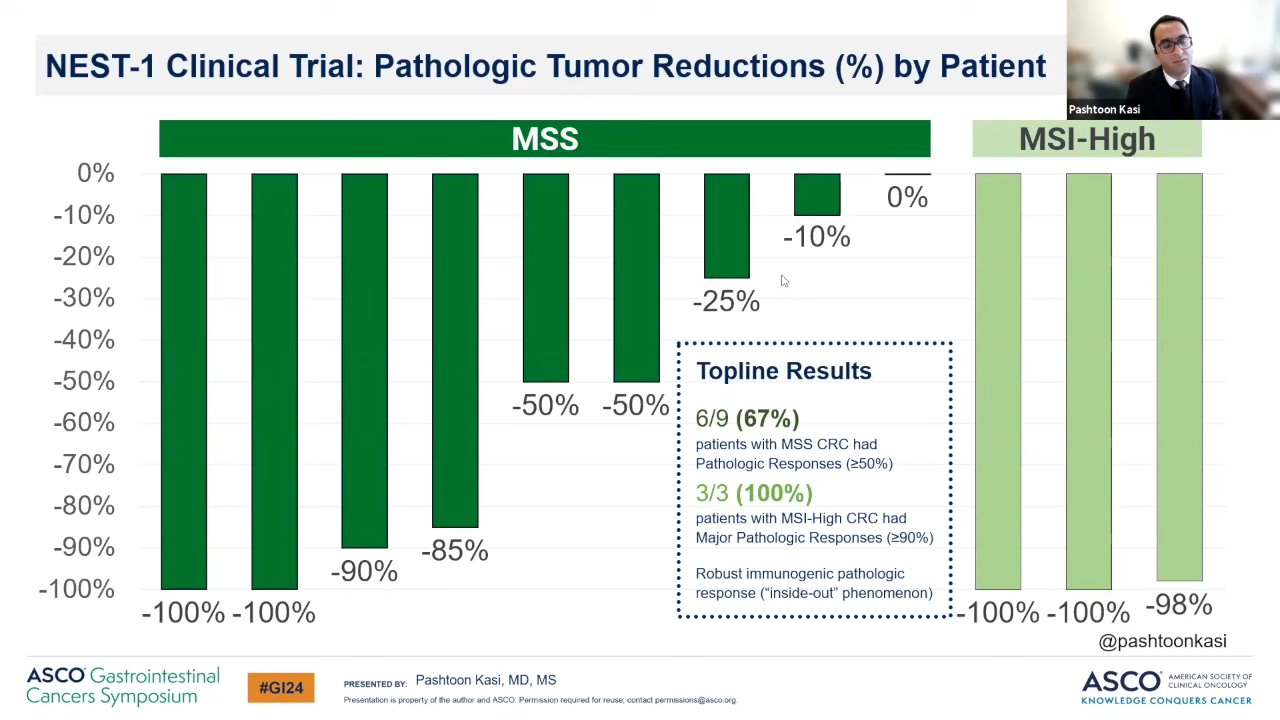 NEST-1 Clinical Trial: Pathologic Tumor Reductions (%) by Patient
Pashtoon Kasi
MSS
MSI-High
0%
-10%
-20%
-30%
-40%
-50%
-60%
-70%
-80%
-90%
-100%
-100%
-100%
-90%
-85%
-50%
-50%
-25%
-10%
0%
-100%
-100%
-98%
Topline Results
6/9 (67%)
patients with MSS CRC had
Pathologic Responses (≥50%)
3/3 (100%)
patients with MSI-High CRC had
Major Pathologic Responses (≥90%)
Robust immunogenic pathologic
response (“inside-out” phenomenon)
@pashtoonkasi
ASCO Gastrointestinal
Cancers Symposium
#GI24
PRESENTED BY: Pashtoon Kasi, MD, MS
Presentation is property of the author and ASCO. Permission required for reuse; contact permissions@asco.org.
ASCO AMERICAN SOCIETY OF
CLINICAL ONCOLOGY
KNOWLEDGE CONQUERS CANCER